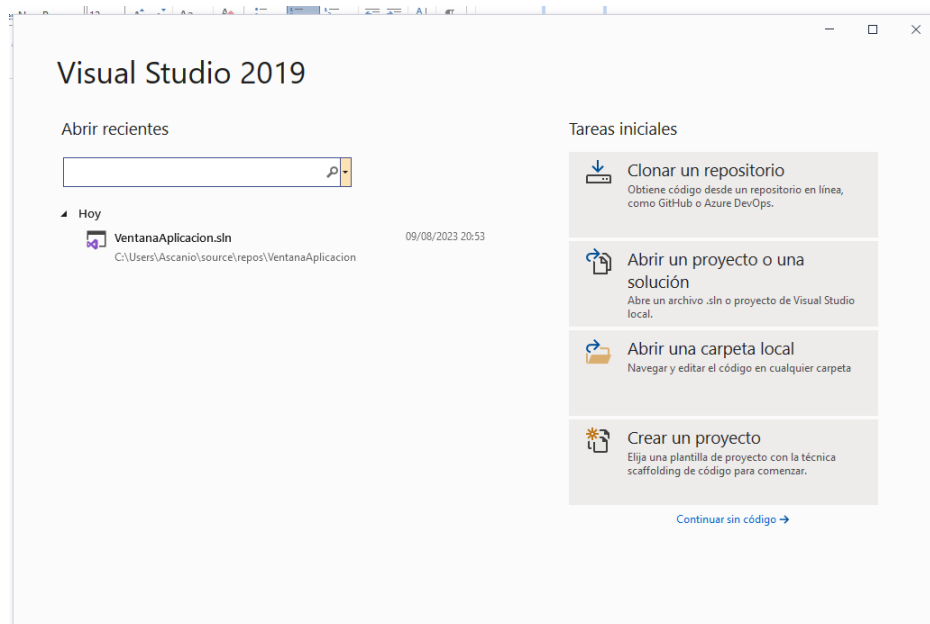 Visual Studio 2019
Abrir recientes
Hoy
VentanaAplicacion.sln
09/08/2023 20:53
C:\Users\Ascanio\source\repos\VentanaAplicacion
Tareas iniciales
Clonar un repositorio
Obtiene código desde un repositorio en línea,
como GitHub o Azure DevOps.
Abrir un proyecto o una
solución
Abre un archivo .sln o proyecto de Visual Studio
local.
Abrir una carpeta local
Navegar y editar el código en cualquier carpeta
Crear un proyecto
Elija una plantilla de proyecto con la técnica
scaffolding de código para comenzar.
Continuar sin código →